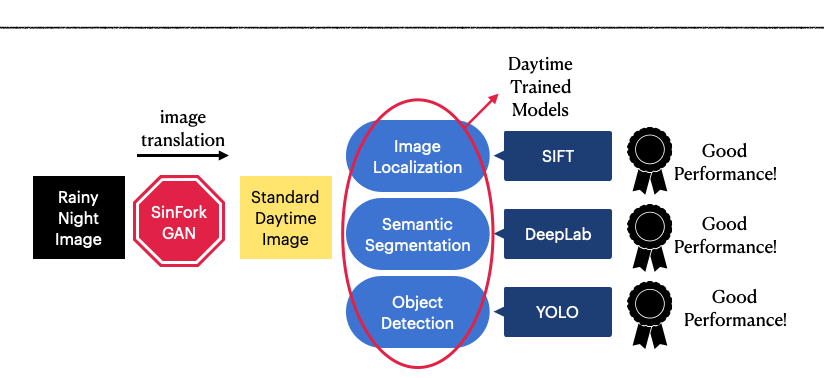 Daytime
Trained
Models
image
translation
Rainy
Night
Image
SinFork
GAN
Standard
Daytime
Image
Image
Localization
SIFT
Good
Performance!
Semantic
Segmentation
DeepLab
Good
Performance!
Object
Detection
YOLO
Good
Performance!